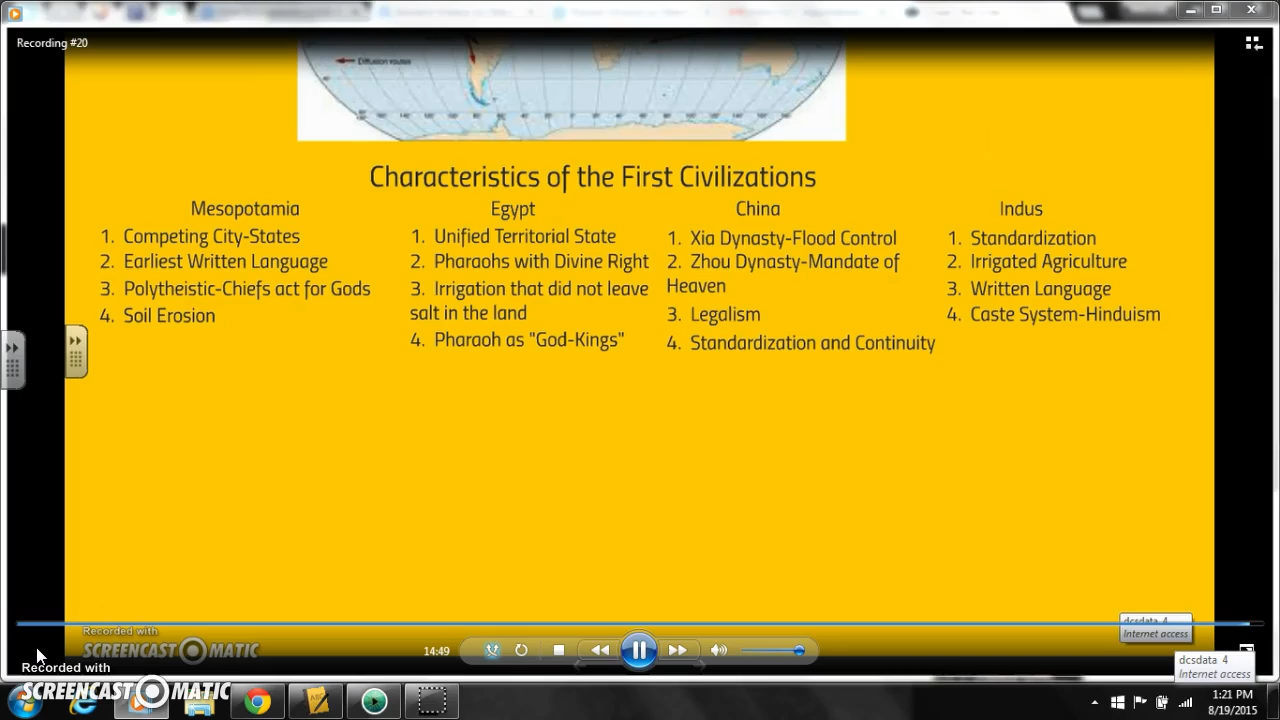 Recording #20
Diffusion routes
Characteristics of the First Civilizations
Mesopotamia
1. Competing City-States
2. Earliest Written Language
3. Polytheistic-Chiefs act for Gods
4. Soil Erosion
Egypt
1. Unified Territorial State
2. Pharaohs with Divine Right
3. Irrigation that did not leave
salt in the land
4. Pharaoh as "God-Kings"
China
1. Xia Dynasty-Flood Control
2. Zhou Dynasty-Mandate of
Heaven
3. Legalism
4. Standardization and Continuity
Indus
1. Standardization
2. Irrigated Agriculture
3. Written Language
4. Caste System-Hinduism
Recorded with
SCREENCAST MATIC
14:49
dcsdata 4
Internet access
Recorded with
SCREENCAST MATIC
dcsdata 4
Internet access
1:21 PM
8/19/2015